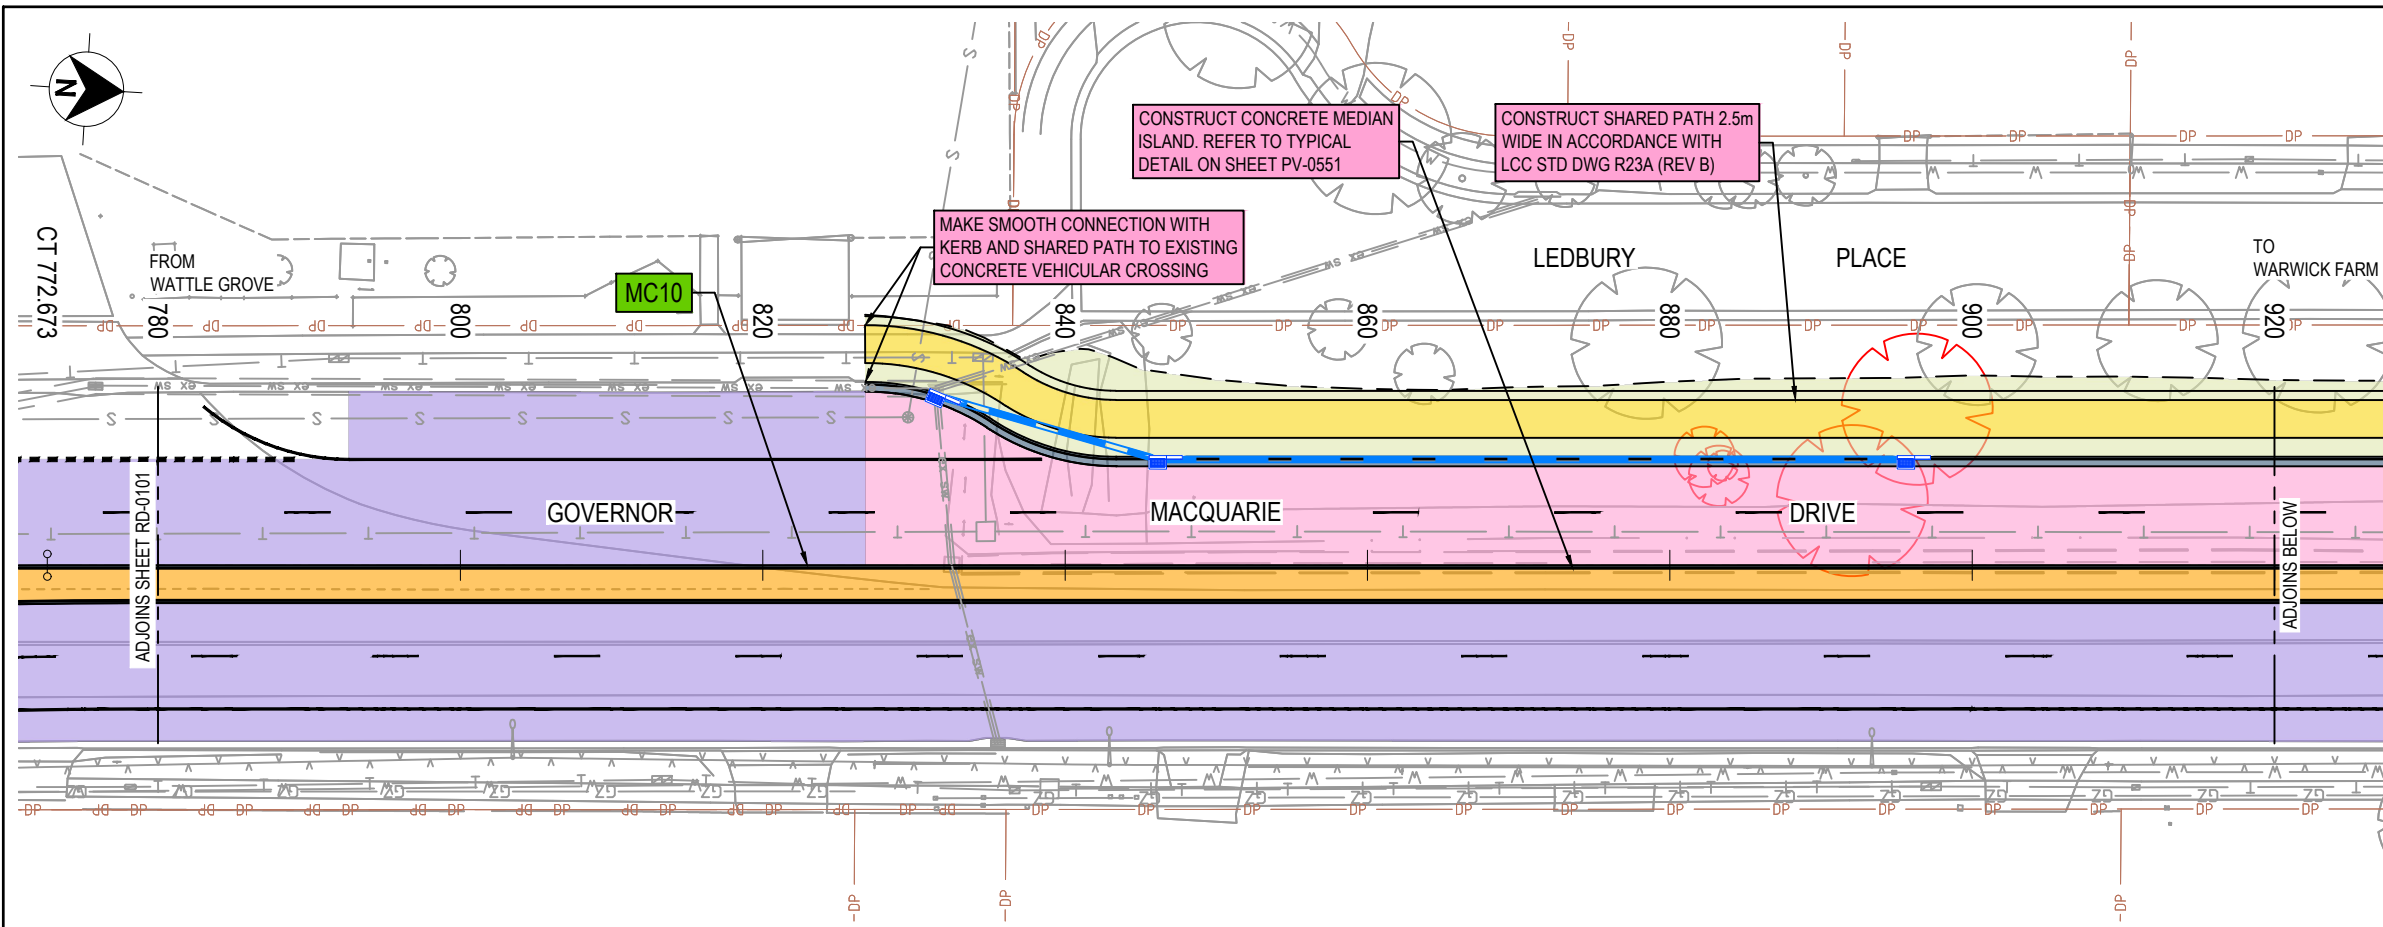 N
CONSTRUCT CONCRETE MEDIAN
ISLAND. REFER TO TYPICAL
DETAIL ON SHEET PV-0551
CONSTRUCT SHARED PATH 2.5m
WIDE IN ACCORDANCE WITH
LCC STD DWG R23A (REV B)
MAKE SMOOTH CONNECTION WITH
KERB AND SHARED PATH TO EXISTING
CONCRETE VEHICULAR CROSSING
CT 772.673
FROM
WATTLE GROVE
MC10
LEDBURY PLACE
TO
WARWICK FARM
780 800 820 840 860 880 900 920
GOVERNOR MACQUARIE DRIVE
ADJOINS SHEET RD-0101
ADJOINS BELOW